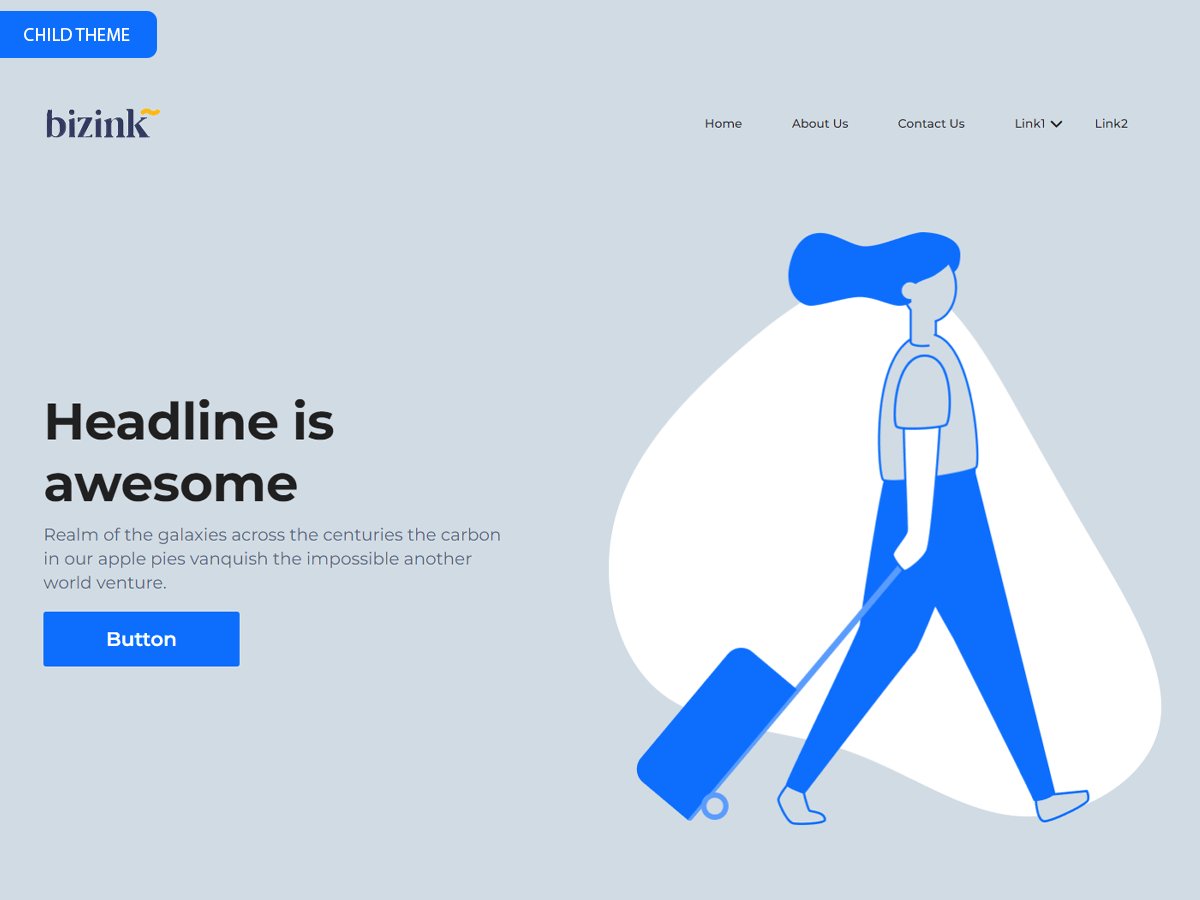 CHILD THEME
bizink
Home About Us Contact Us Link1 Link2
Headline is
awesome
Realm of the galaxies across the centuries the carbon
in our apple pies vanquish the impossible another
world venture.
Button